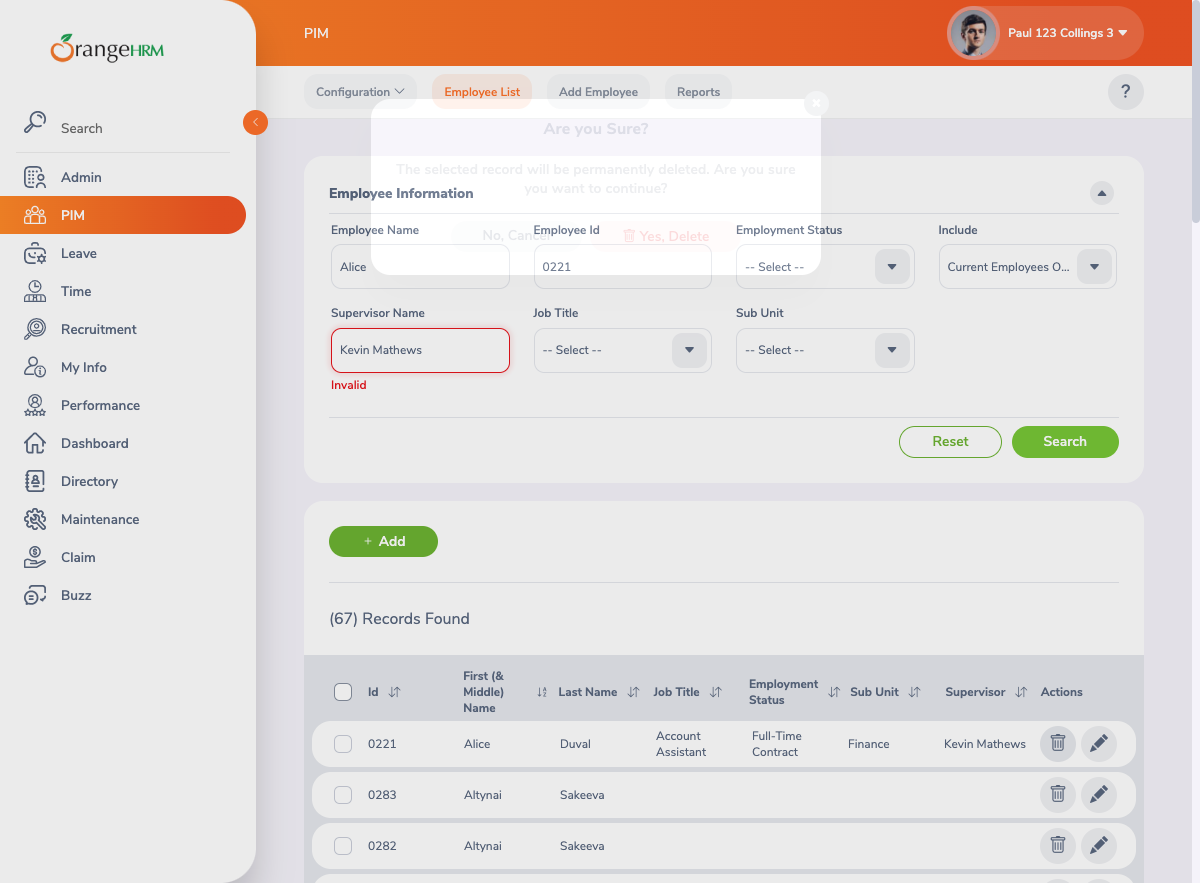 OrangeHRM
PIM
Paul 123 Collings 3
Configuration
Employee List
Add Employee
Reports
?
Search
Admin
PIM
Leave
Time
Recruitment
My Info
Performance
Dashboard
Directory
Maintenance
Claim
Buzz
Are you Sure?
The selected record will be permanently deleted. Are you sure
you want to continue?
No, Cancel
Yes, Delete
Employee Information
Employee Name
Employee Id
Employment Status
Include
Alice
0221
-- Select --
Current Employees O...
Supervisor Name
Job Title
Sub Unit
Kevin Mathews
-- Select --
-- Select --
Invalid
Reset
Search
+ Add
(67) Records Found
Id
First (& Middle) Name
Last Name
Job Title
Employment Status
Sub Unit
Supervisor
Actions
0221 Alice Duval Account Assistant Full-Time Contract Finance Kevin Mathews
0283 Altynai Sakeeva
0282 Altynai Sakeeva